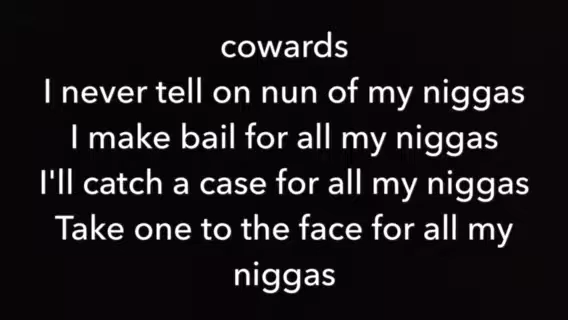 cowards
I never tell on nun of my niggas
I make bail for all my niggas
I'll catch a case for all my niggas
Take one to the face for all my
niggas